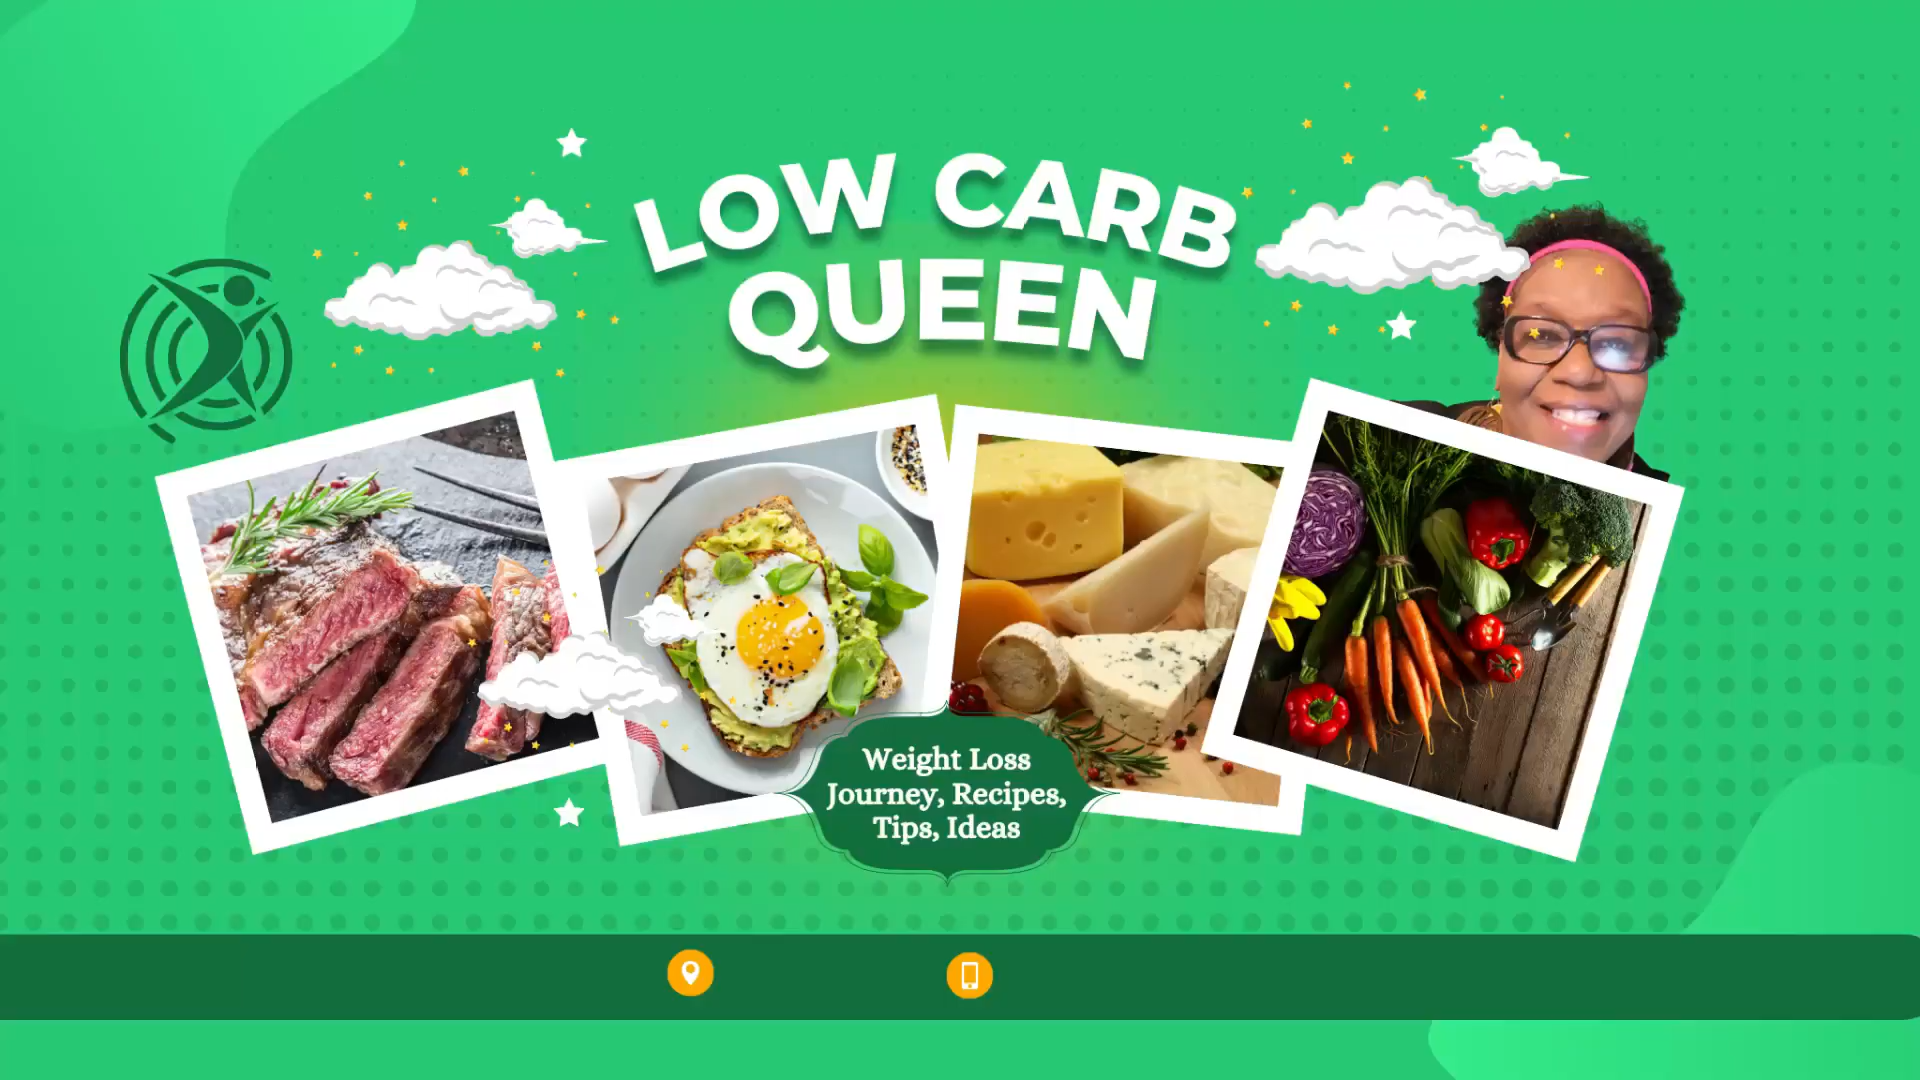 LOW CARB
QUEEN
Weight Loss
Journey, Recipes,
Tips, Ideas